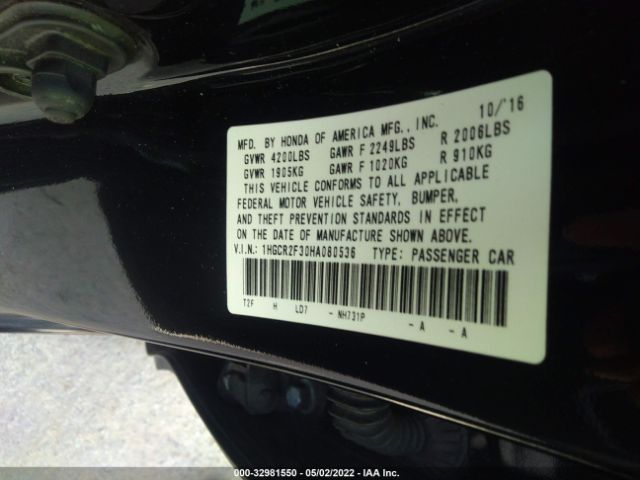 10/'16
MFD. BY HONDA OF AMERICA MFG., INC.
GVWR 4200LBS GAWR F 2249LBS R 2006LBS
GVWR 1905KG GAWR F 1020KG R 910KG
THIS VEHICLE CONFORMS TO ALL APPLICABLE
FEDERAL MOTOR VEHICLE SAFETY, BUMPER,
AND THEFT PREVENTION STANDARDS IN EFFECT
ON THE DATE OF MANUFACTURE SHOWN ABOVE.
V.I.N.: 1HGCR2F30HA080536 TYPE: PASSENGER CAR
T2F H LD7 - NH731P - A - A
000-32981550 - 05/02/2022 - IAA Inc.